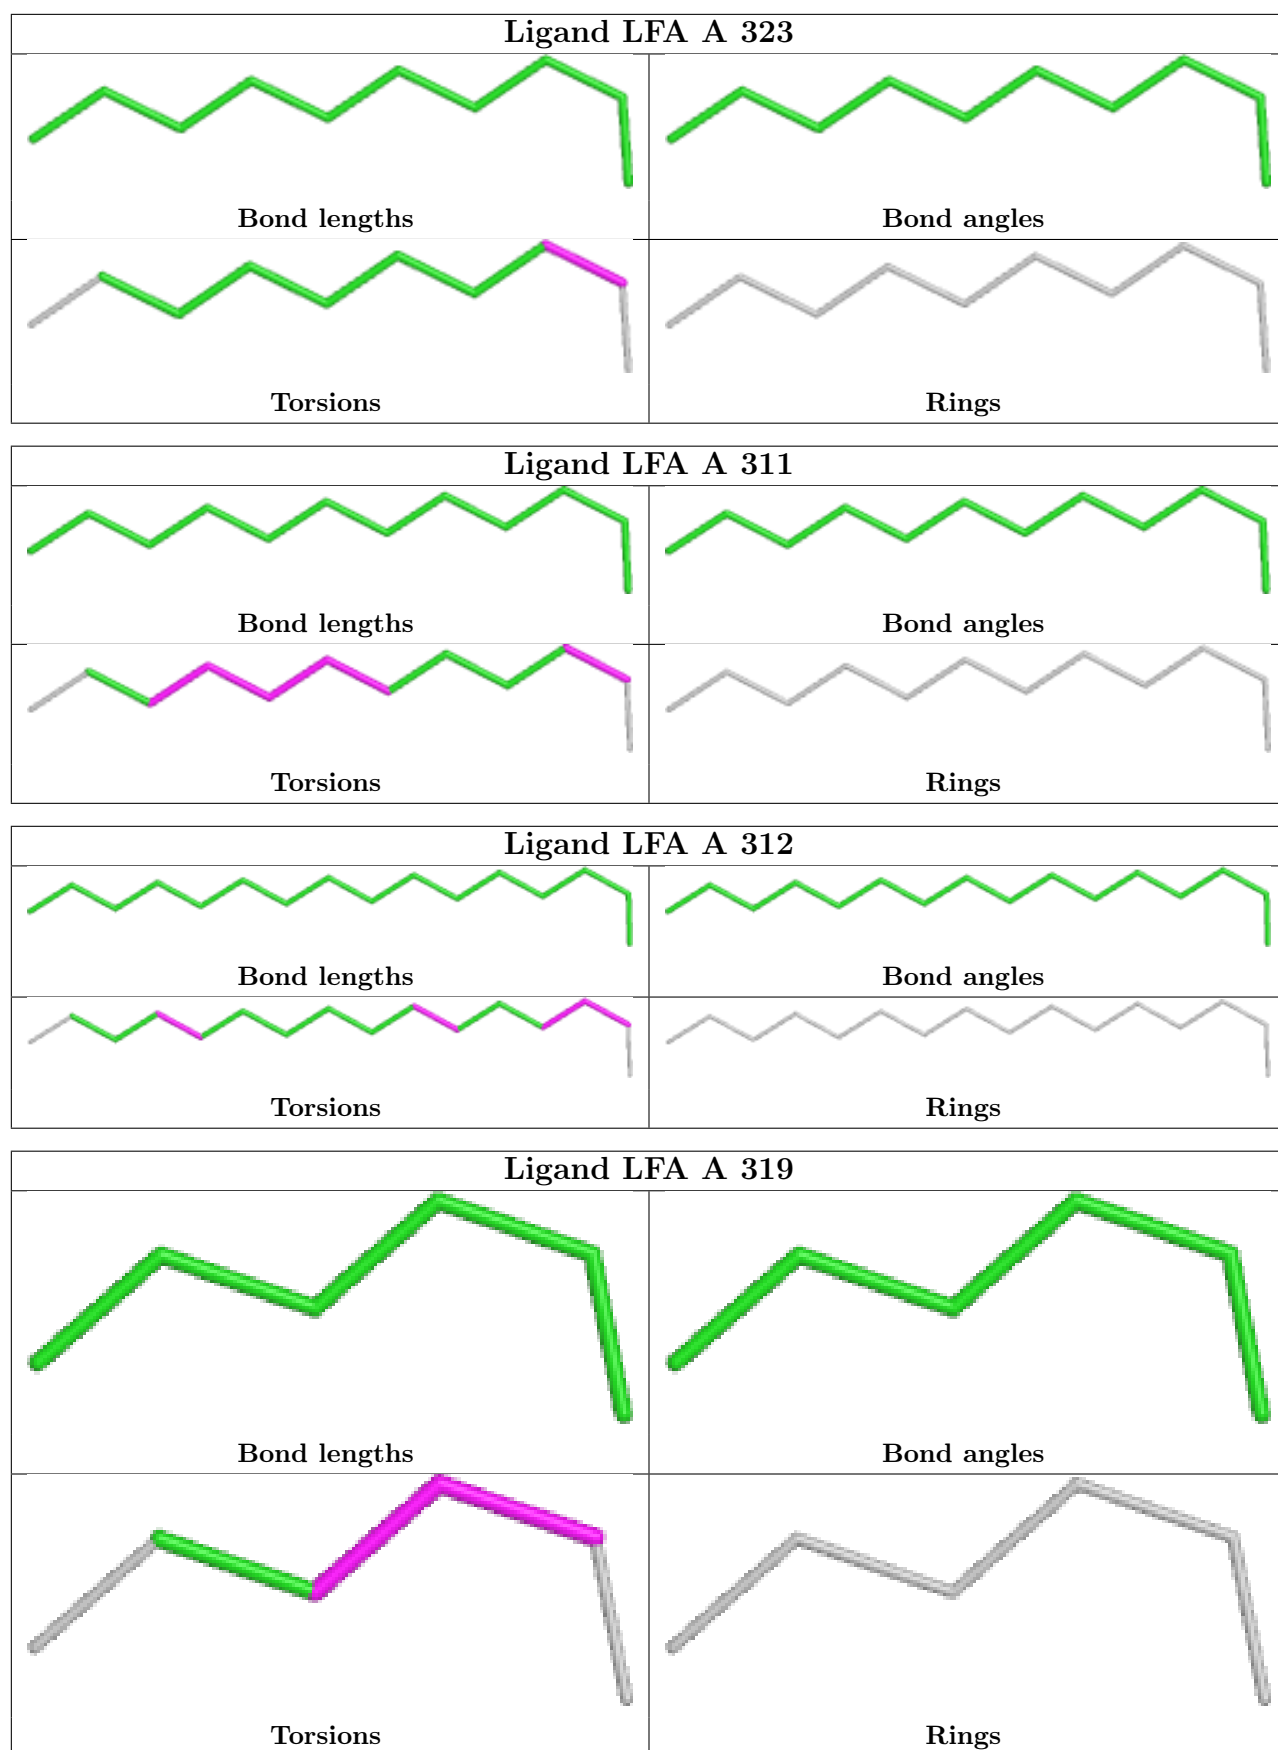 Ligand LFA A 323
Bond lengths
Bond angles
Torsions
Rings
Ligand LFA A 311
Bond lengths
Bond angles
Torsions
Rings
Ligand LFA A 312
Bond lengths
Bond angles
Torsions
Rings
Ligand LFA A 319
Bond lengths
Bond angles
Torsions
Rings